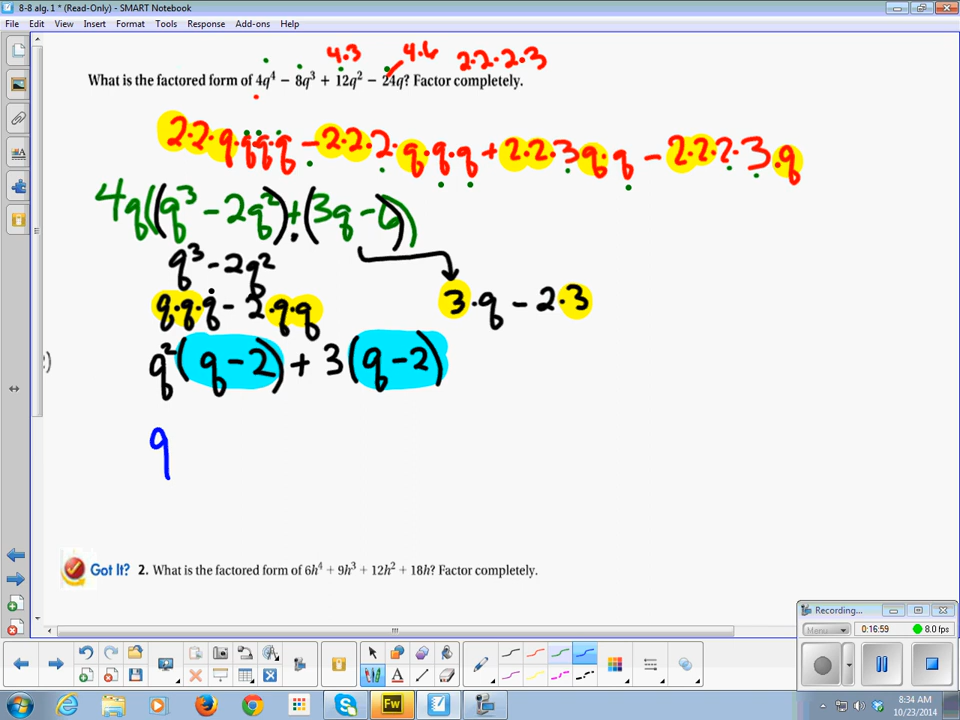 8-8 alg.1 * (Read-Only) - SMART Notebook
File Edit View Insert Format Tools Response Add-ons Help
4·3 4·6 2·2·2·3
What is the factored form of 4q⁴ − 8q³ + 12q² − 24q? Factor completely.
2·2·q·q·q·q − 2·2·2·q·q·q + 2·2·3q·q − 2·2·2·3·q
4q((q³ − 2q²) + (3q − 6))
q³ − 2q²
q·q·q − 2·q·q 3·q − 2·3
:) q²(q − 2) + 3(q − 2)
q
Got It? 2. What is the factored form of 6h⁴ + 9h³ + 12h² + 18h? Factor completely.
Recording...
Menu 0:16:59 8.0 fps
A
Fw
8:34 AM
10/23/2014